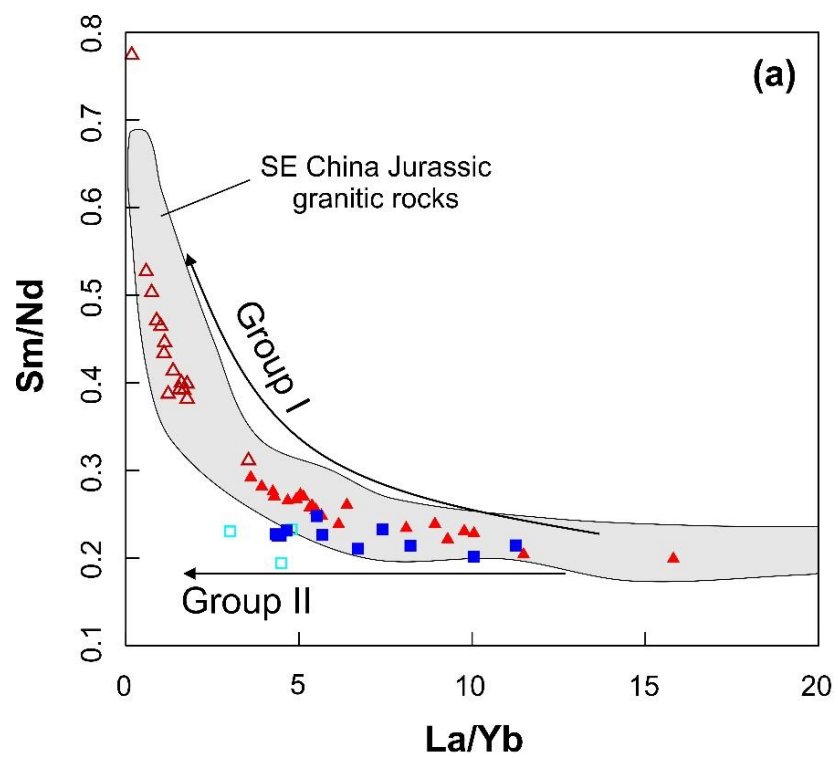 (a)
SE China Jurassic
granitic rocks
Group I
Group II
Sm/Nd
0.8
0.7
0.6
0.5
0.4
0.3
0.2
0.1
0
5
10
15
20
La/Yb